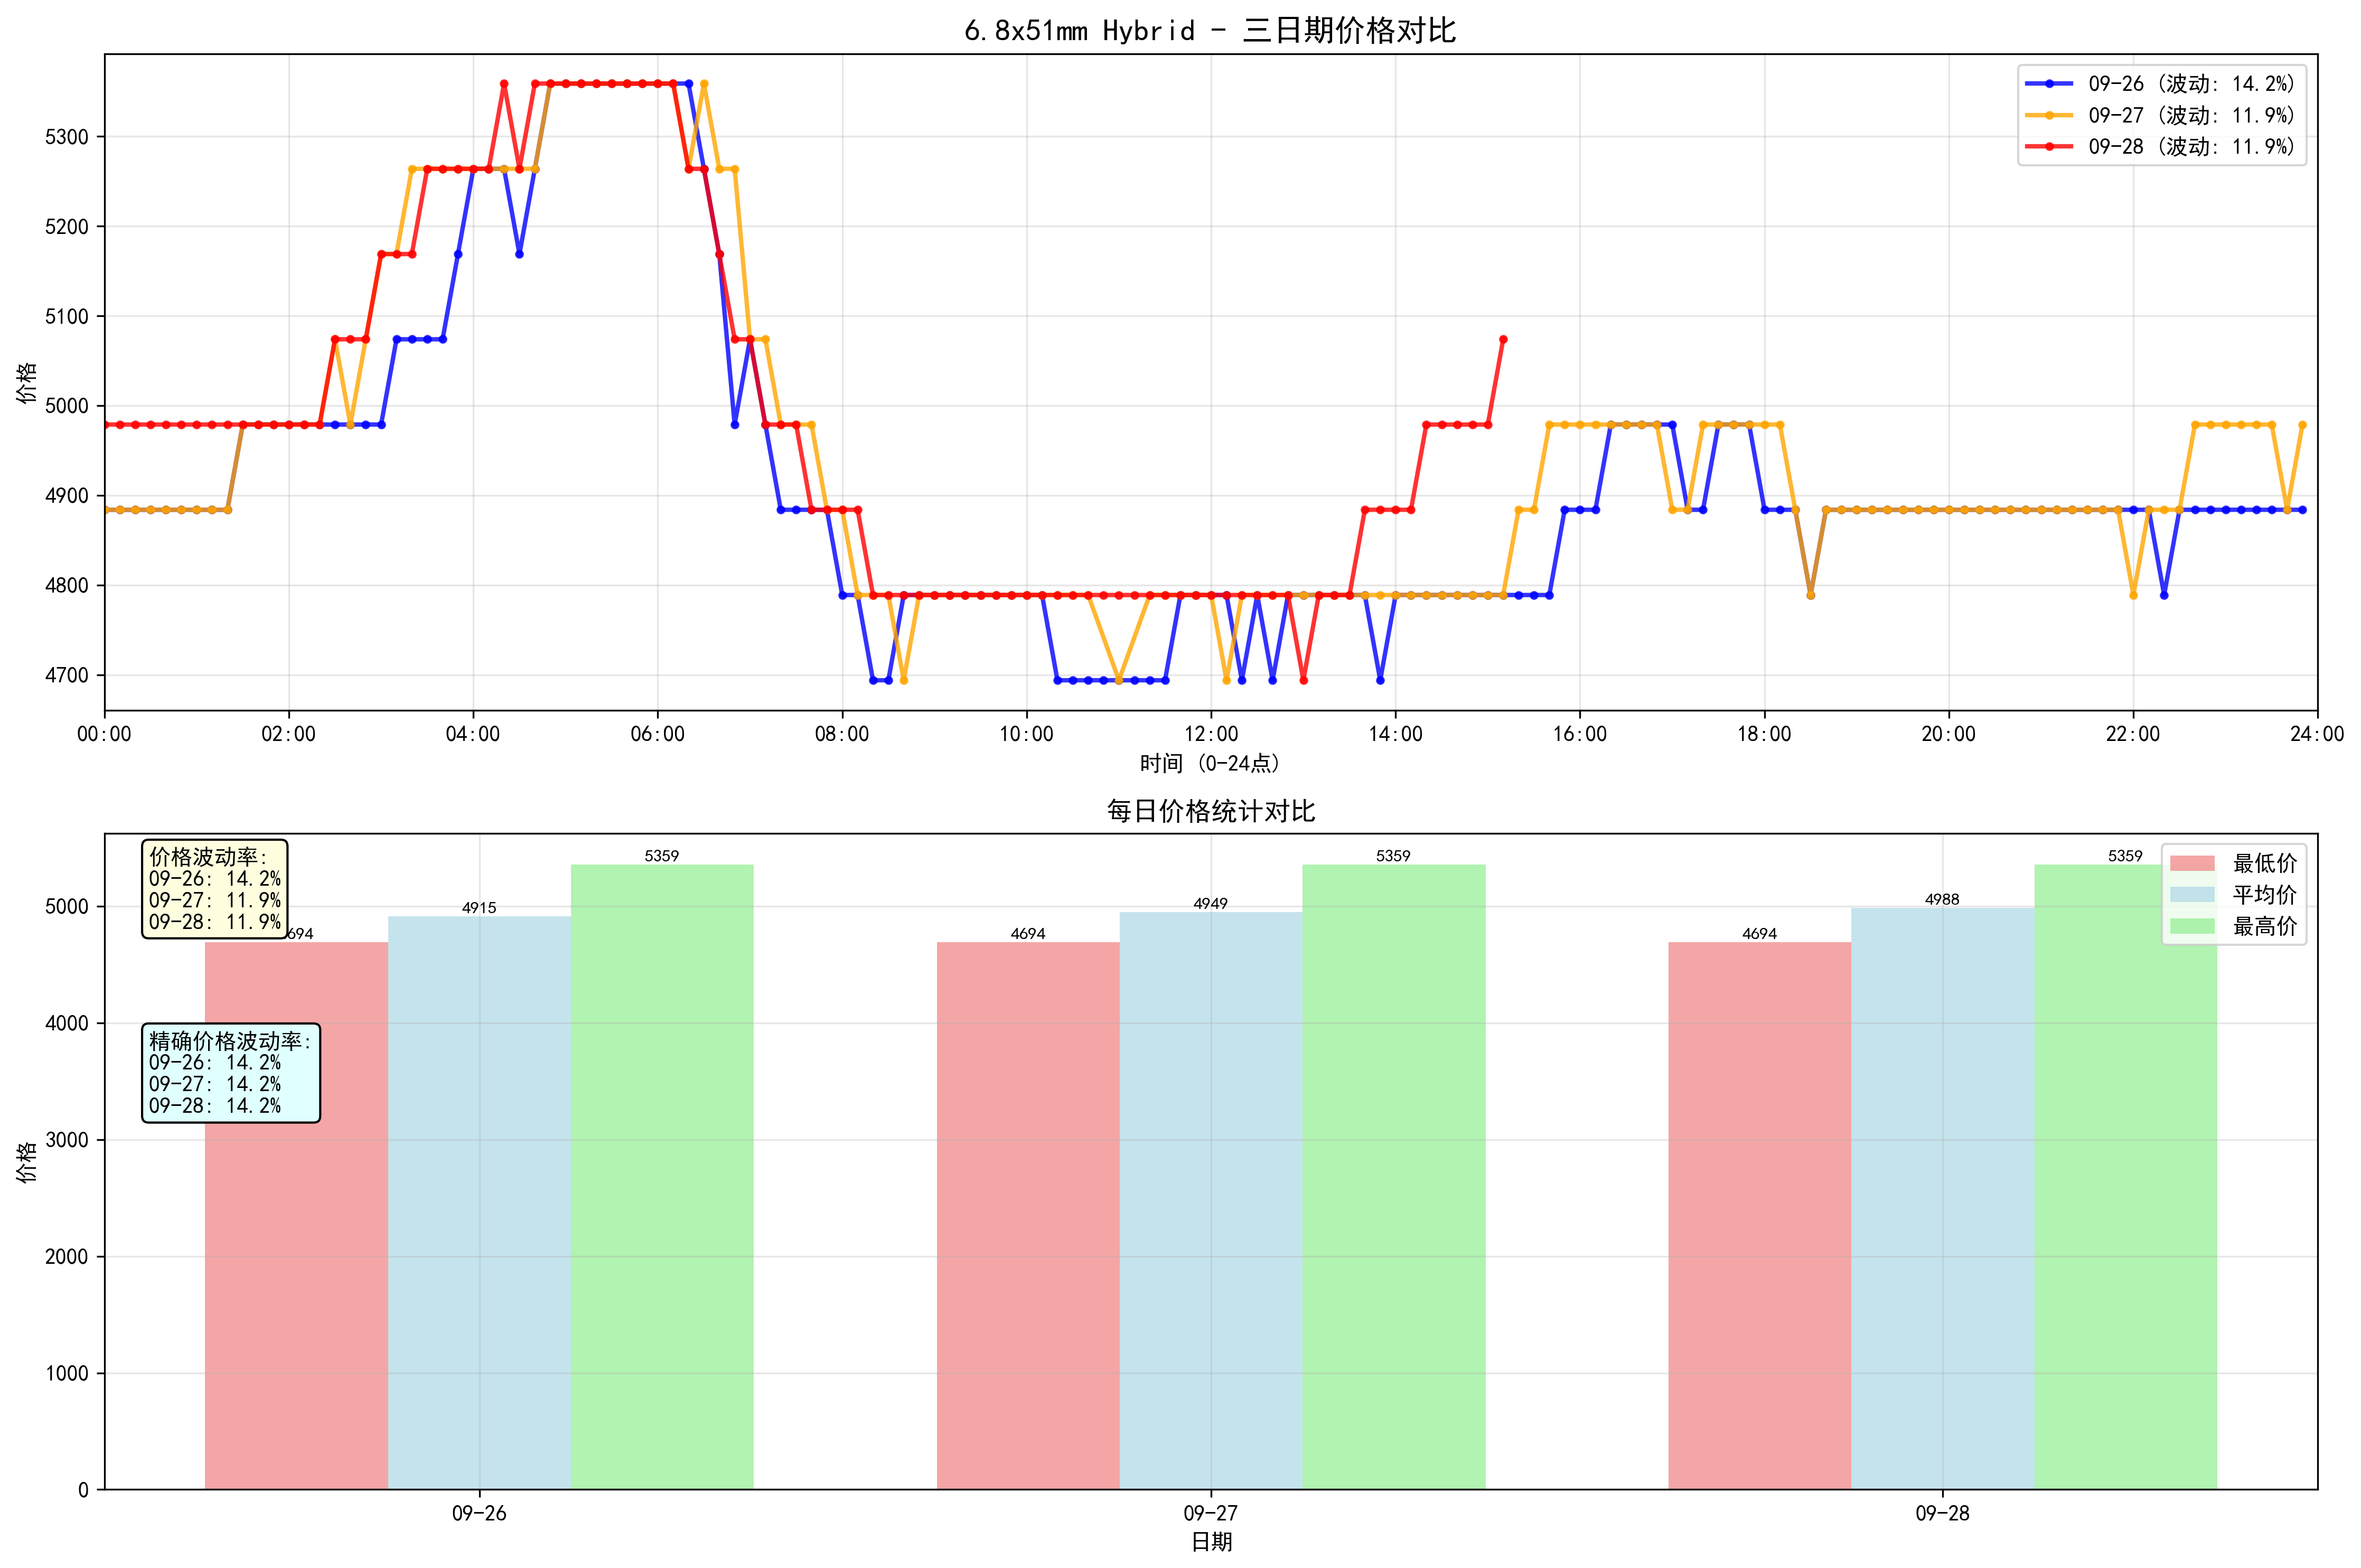 6.8x51mm Hybrid - 三日期价格对比
09-26 (波动: 14.2%)
09-27 (波动: 11.9%)
09-28 (波动: 11.9%)
价格
5300
5200
5100
5000
4900
4800
4700
00:00 02:00 04:00 06:00 08:00 10:00 12:00 14:00 16:00 18:00 20:00 22:00 24:00
时间 (0-24点)
每日价格统计对比
价格波动率:
09-26: 14.2%
09-27: 11.9%
09-28: 11.9%
精确价格波动率:
09-26: 14.2%
09-27: 14.2%
09-28: 14.2%
最低价
平均价
最高价
694 4915 5359
4694 4949 5359
4694 4988 5359
价格
5000
4000
3000
2000
1000
0
09-26 09-27 09-28
日期